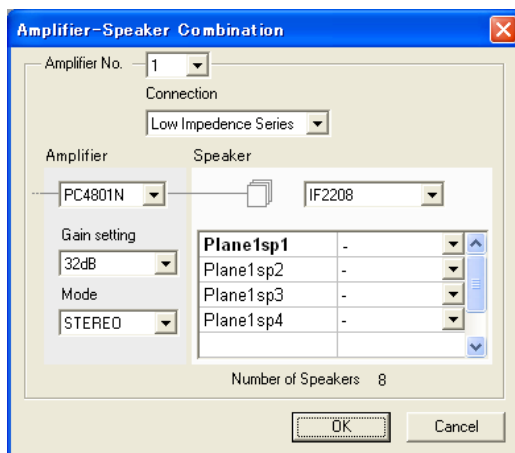 Amplifier-Speaker Combination
Amplifier No. 1
Connection
Low Impedence Series
Amplifier Speaker
PC4801N IF2208
Gain setting
32dB
Mode
STEREO
Plane1sp1 -
Plane1sp2 -
Plane1sp3 -
Plane1sp4 -
Number of Speakers 8
OK Cancel